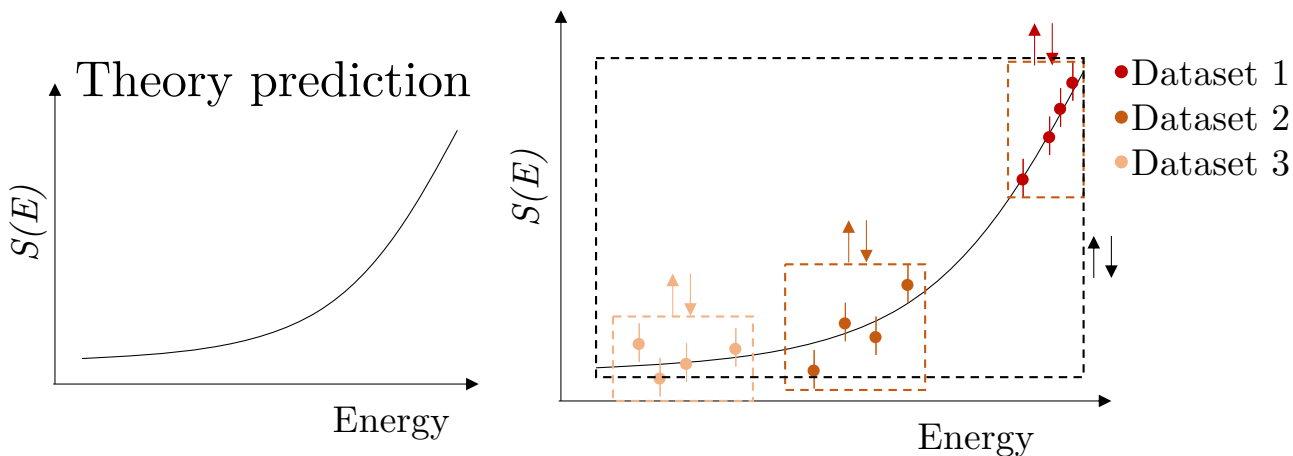 Theory prediction
S(E)
Energy
S(E)
Energy
Dataset 1
Dataset 2
Dataset 3